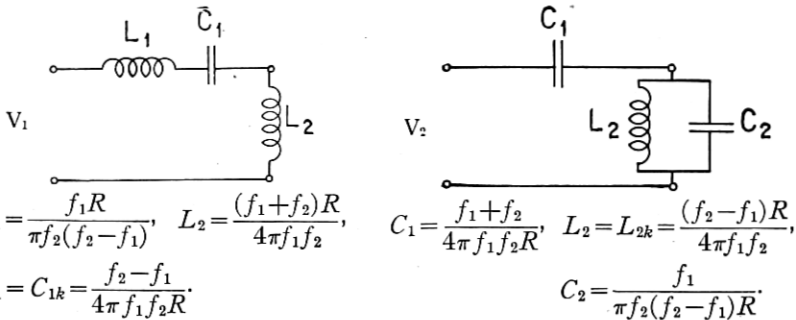 L₁ C̄₁ C₁
L₂ L₂ C₂
V₁ V₂
= f₁R / πf₂(f₂−f₁), L₂ = (f₁+f₂)R / 4πf₁f₂, C₁ = f₁+f₂ / 4πf₁f₂R, L₂ = L₂ₖ = (f₂−f₁)R / 4πf₁f₂,
= C₁ₖ = f₂−f₁ / 4πf₁f₂R. C₂ = f₁ / πf₂(f₂−f₁)R.